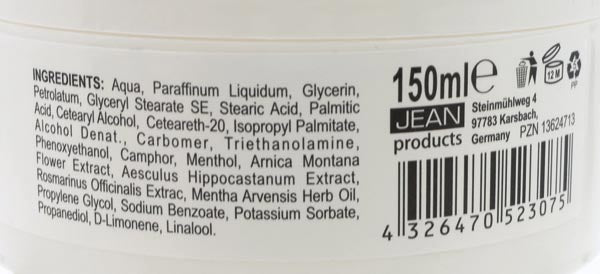 INGREDIENTS: Aqua, Paraffinum Liquidum, Glycerin,
Petrolatum, Glyceryl Stearate SE, Stearic Acid, Palmitic
Acid, Cetearyl Alcohol, Ceteareth-20, Isopropyl Palmitate,
Alcohol Denat., Carbomer, Triethanolamine,
Phenoxyethanol, Camphor, Menthol, Arnica Montana
Flower Extract, Aesculus Hippocastanum Extract,
Rosmarinus Officinalis Extrac, Mentha Arvensis Herb Oil,
Propylene Glycol, Sodium Benzoate, Potassium Sorbate,
Propanediol, D-Limonene, Linalool.
150ml℮
12 M
PP
JEAN
products
Steinmühlweg 4
97783 Karsbach,
Germany PZN 13624713
4 326470 523075